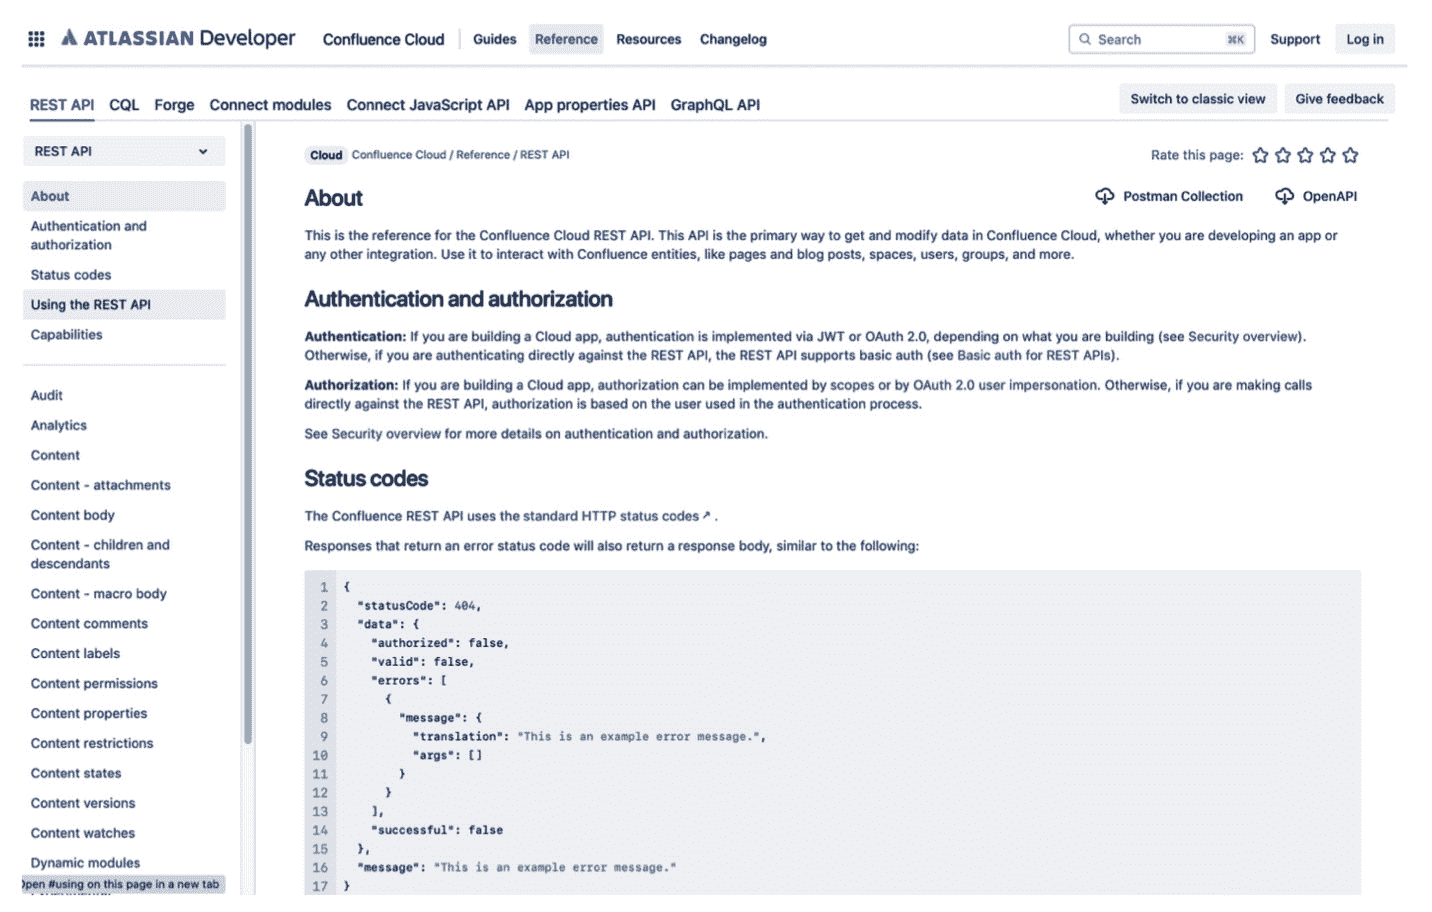 ATLASSIAN Developer Confluence Cloud Guides Reference Resources Changelog Search ⌘K Support Log in
REST API CQL Forge Connect modules Connect JavaScript API App properties API GraphQL API Switch to classic view Give feedback
REST API
About
Authentication and
authorization
Status codes
Using the REST API
Capabilities
Audit
Analytics
Content
Content - attachments
Content body
Content - children and
descendants
Content - macro body
Content comments
Content labels
Content permissions
Content properties
Content restrictions
Content states
Content versions
Content watches
Dynamic modules
Open #using on this page in a new tab
Cloud Confluence Cloud / Reference / REST API Rate this page:
About Postman Collection OpenAPI
This is the reference for the Confluence Cloud REST API. This API is the primary way to get and modify data in Confluence Cloud, whether you are developing an app or
any other integration. Use it to interact with Confluence entities, like pages and blog posts, spaces, users, groups, and more.
Authentication and authorization
Authentication: If you are building a Cloud app, authentication is implemented via JWT or OAuth 2.0, depending on what you are building (see Security overview).
Otherwise, if you are authenticating directly against the REST API, the REST API supports basic auth (see Basic auth for REST APIs).
Authorization: If you are building a Cloud app, authorization can be implemented by scopes or by OAuth 2.0 user impersonation. Otherwise, if you are making calls
directly against the REST API, authorization is based on the user used in the authentication process.
See Security overview for more details on authentication and authorization.
Status codes
The Confluence REST API uses the standard HTTP status codes ↗ .
Responses that return an error status code will also return a response body, similar to the following:
1 {
2 "statusCode": 404,
3 "data": {
4 "authorized": false,
5 "valid": false,
6 "errors": [
7 {
8 "message": {
9 "translation": "This is an example error message.",
10 "args": []
11 }
12 }
13 ],
14 "successful": false
15 },
16 "message": "This is an example error message."
17 }